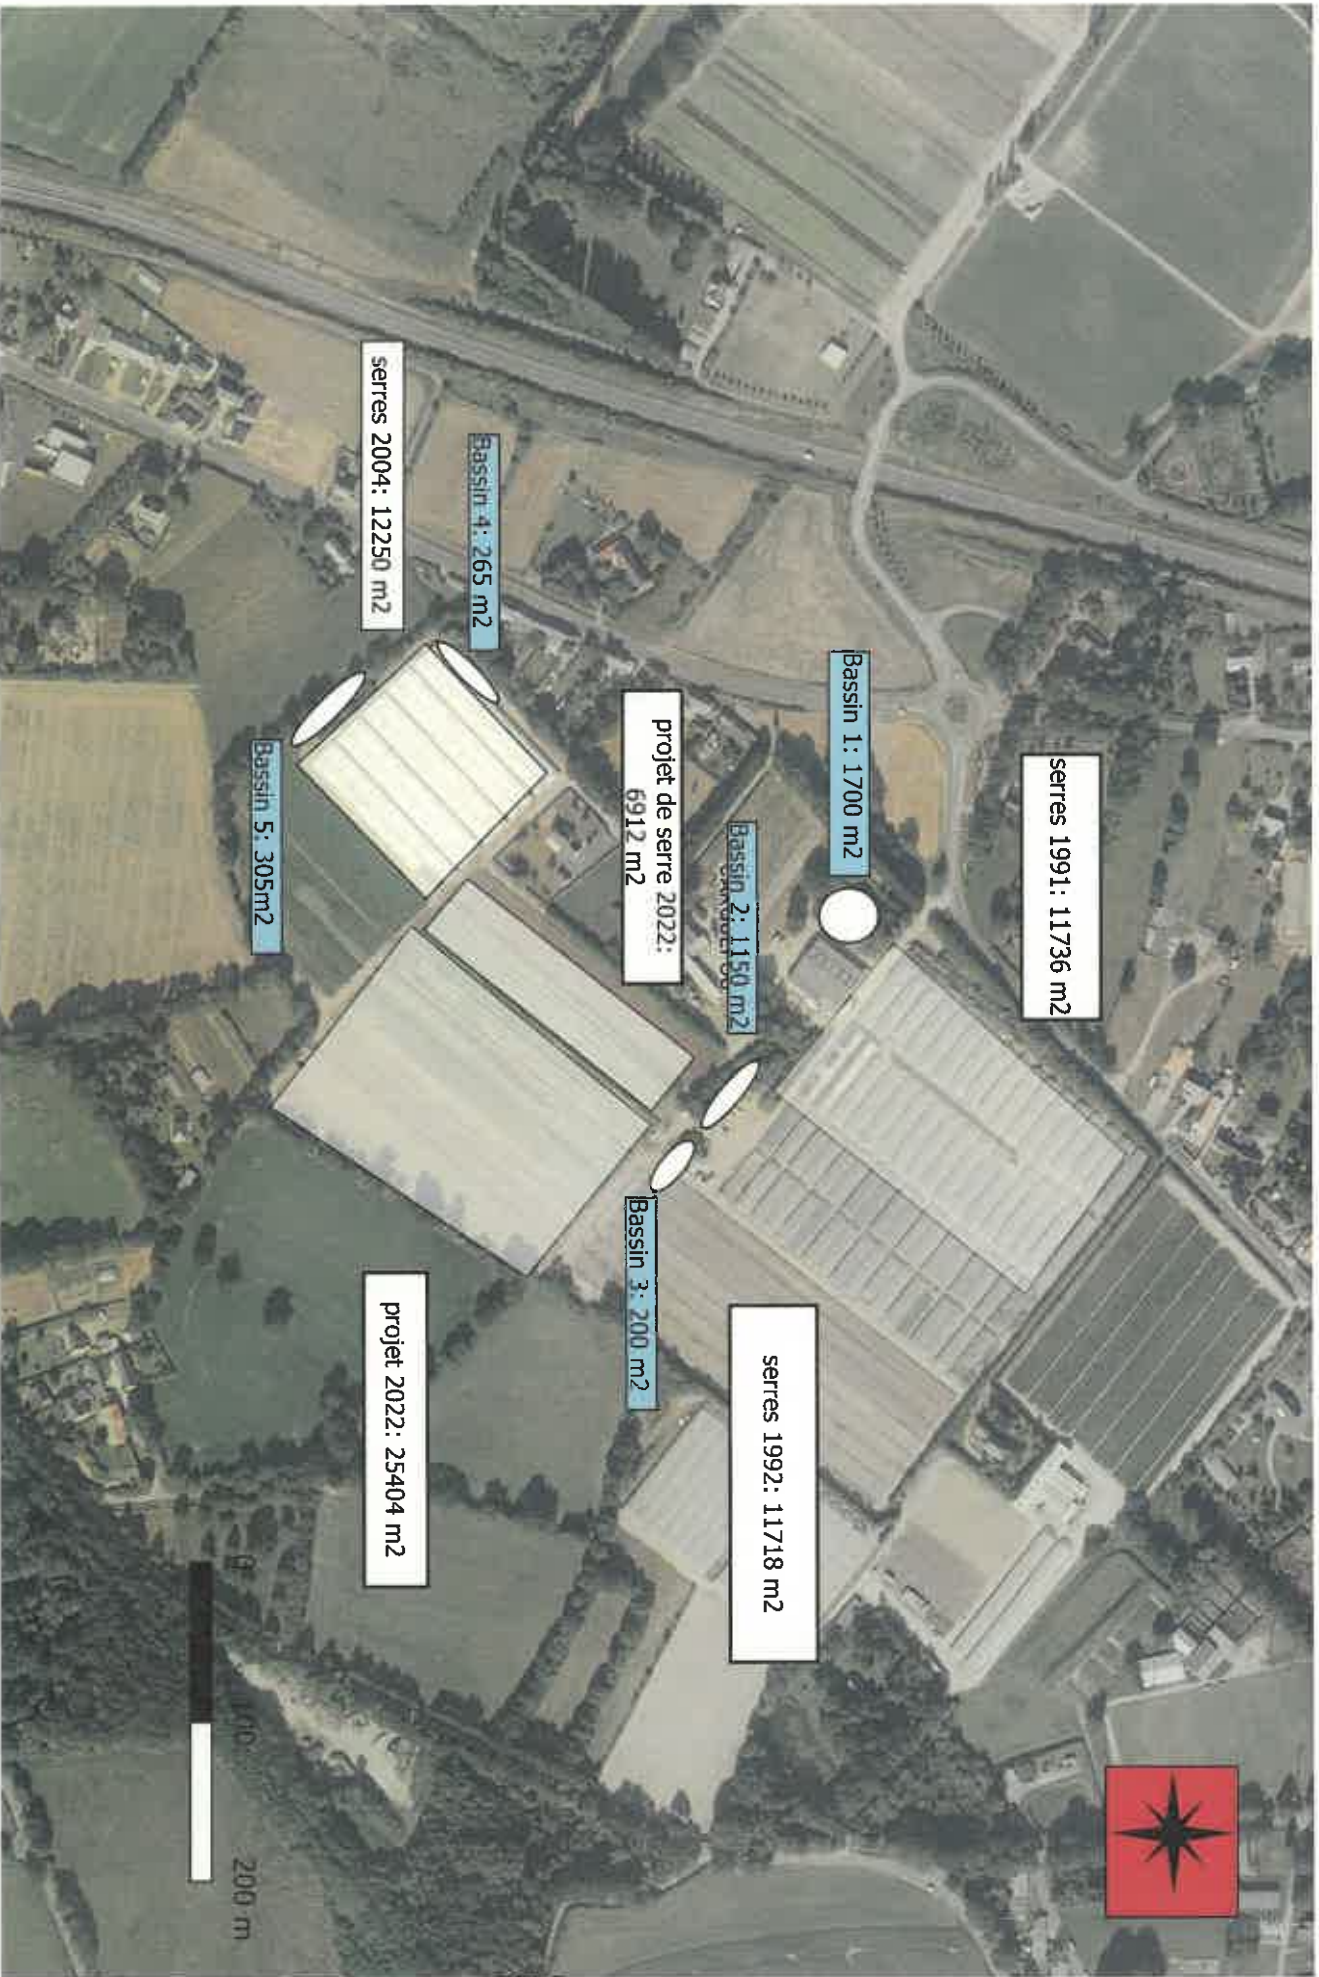 serres 1991: 11736 m2
Bassin 1: 1700 m2
serres 1992: 11718 m2
Bassin 2: 1150 m2
projet de serre 2022:
6912 m2
Bassin 3: 200 m2
Bassin 4: 265 m2
projet 2022: 25404 m2
serres 2004: 12250 m2
Bassin 5: 305m2
0 200 m